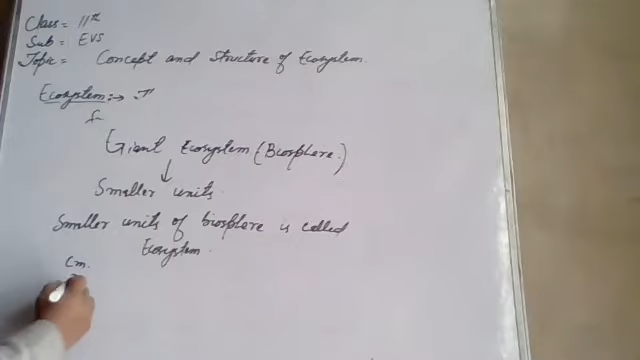 Class = 11th
Sub = EVS
Topic = Concept and Structure of Ecosystem.
Ecosystem :→
Giant Ecosystem (Biosphere.)
↓
Smaller units.
Smaller units of biosphere is called
Ecosystem.